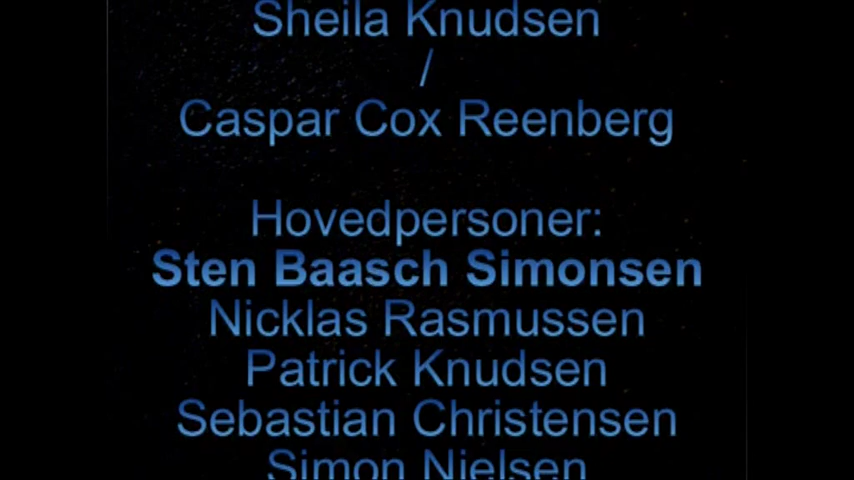 Sheila Knudsen
/
Caspar Cox Reenberg
Hovedpersoner:
Sten Baasch Simonsen
Nicklas Rasmussen
Patrick Knudsen
Sebastian Christensen
Simon Nielsen